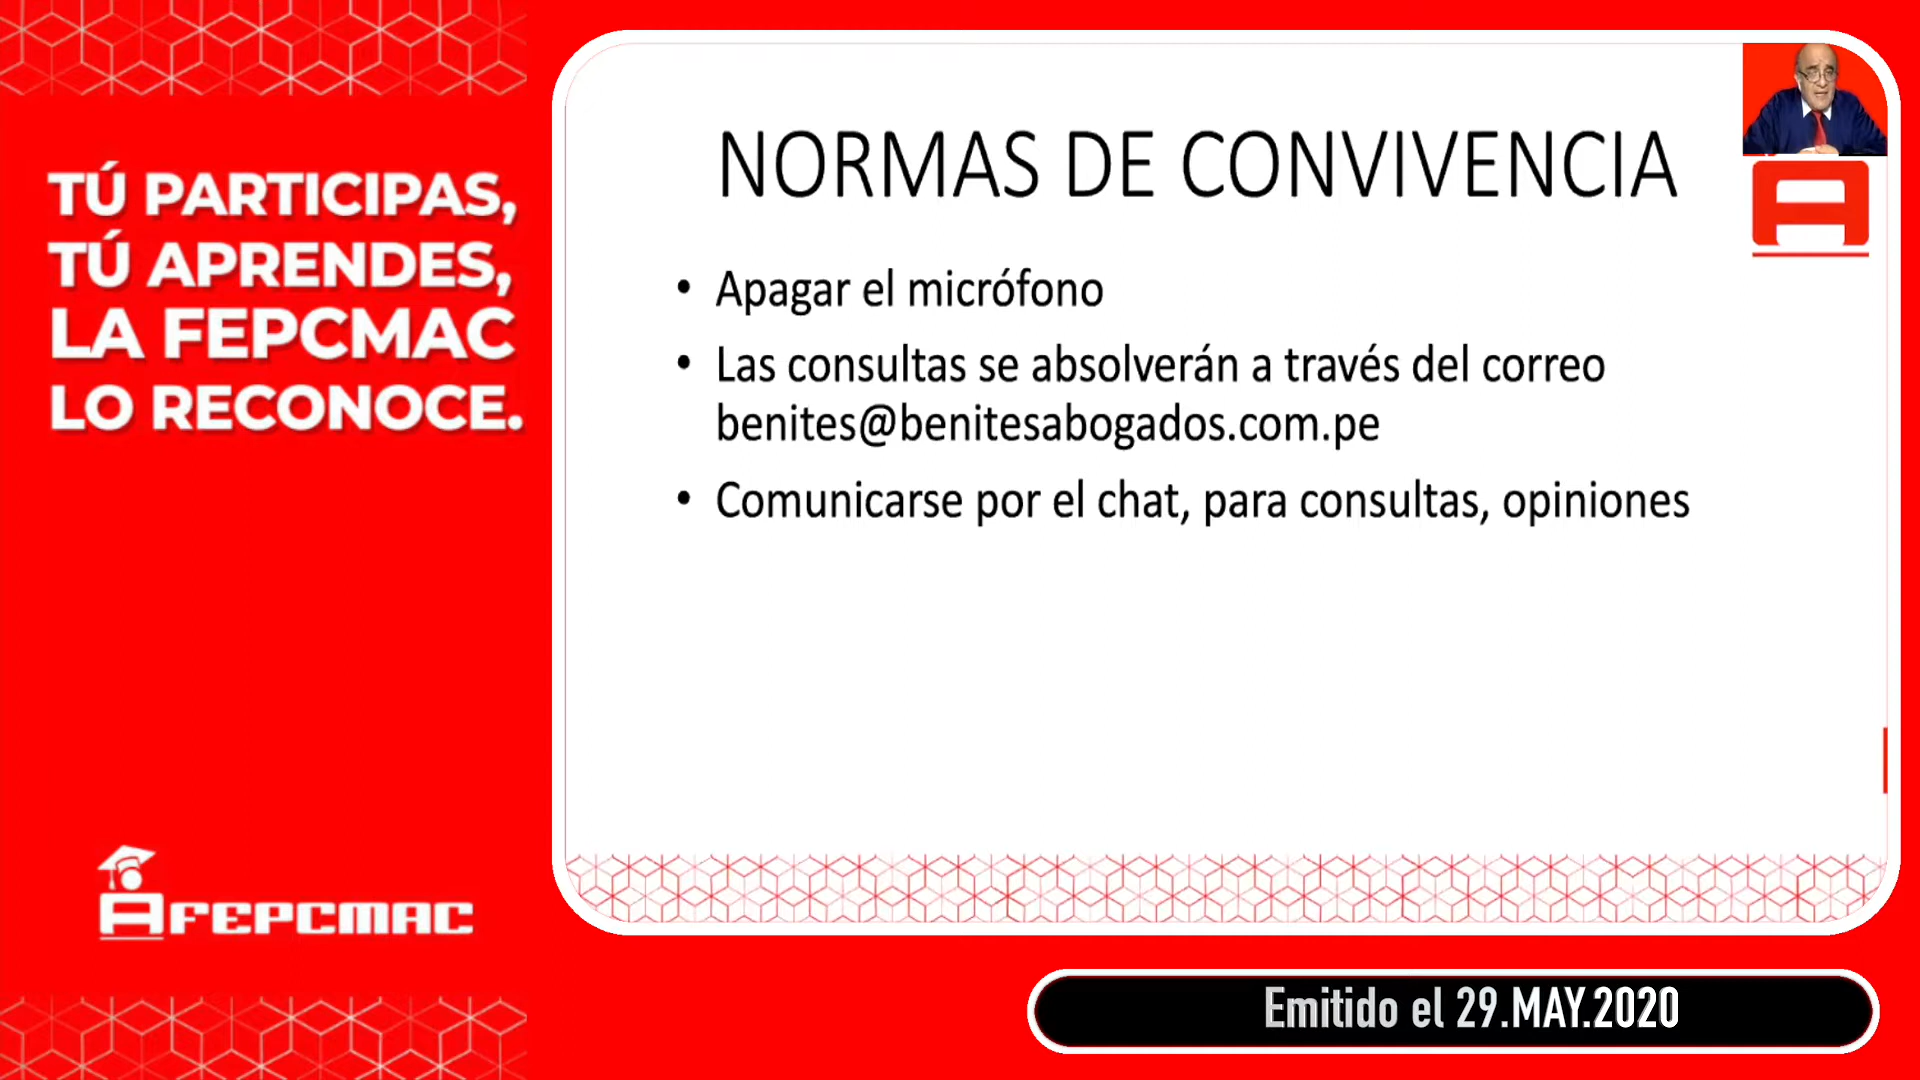 TÚ PARTICIPAS,
TÚ APRENDES,
LA FEPCMAC
LO RECONOCE.
FEPCMAC
NORMAS DE CONVIVENCIA
• Apagar el micrófono
• Las consultas se absolverán a través del correo
benites@benitesabogados.com.pe
• Comunicarse por el chat, para consultas, opiniones
Emitido el 29.MAY.2020